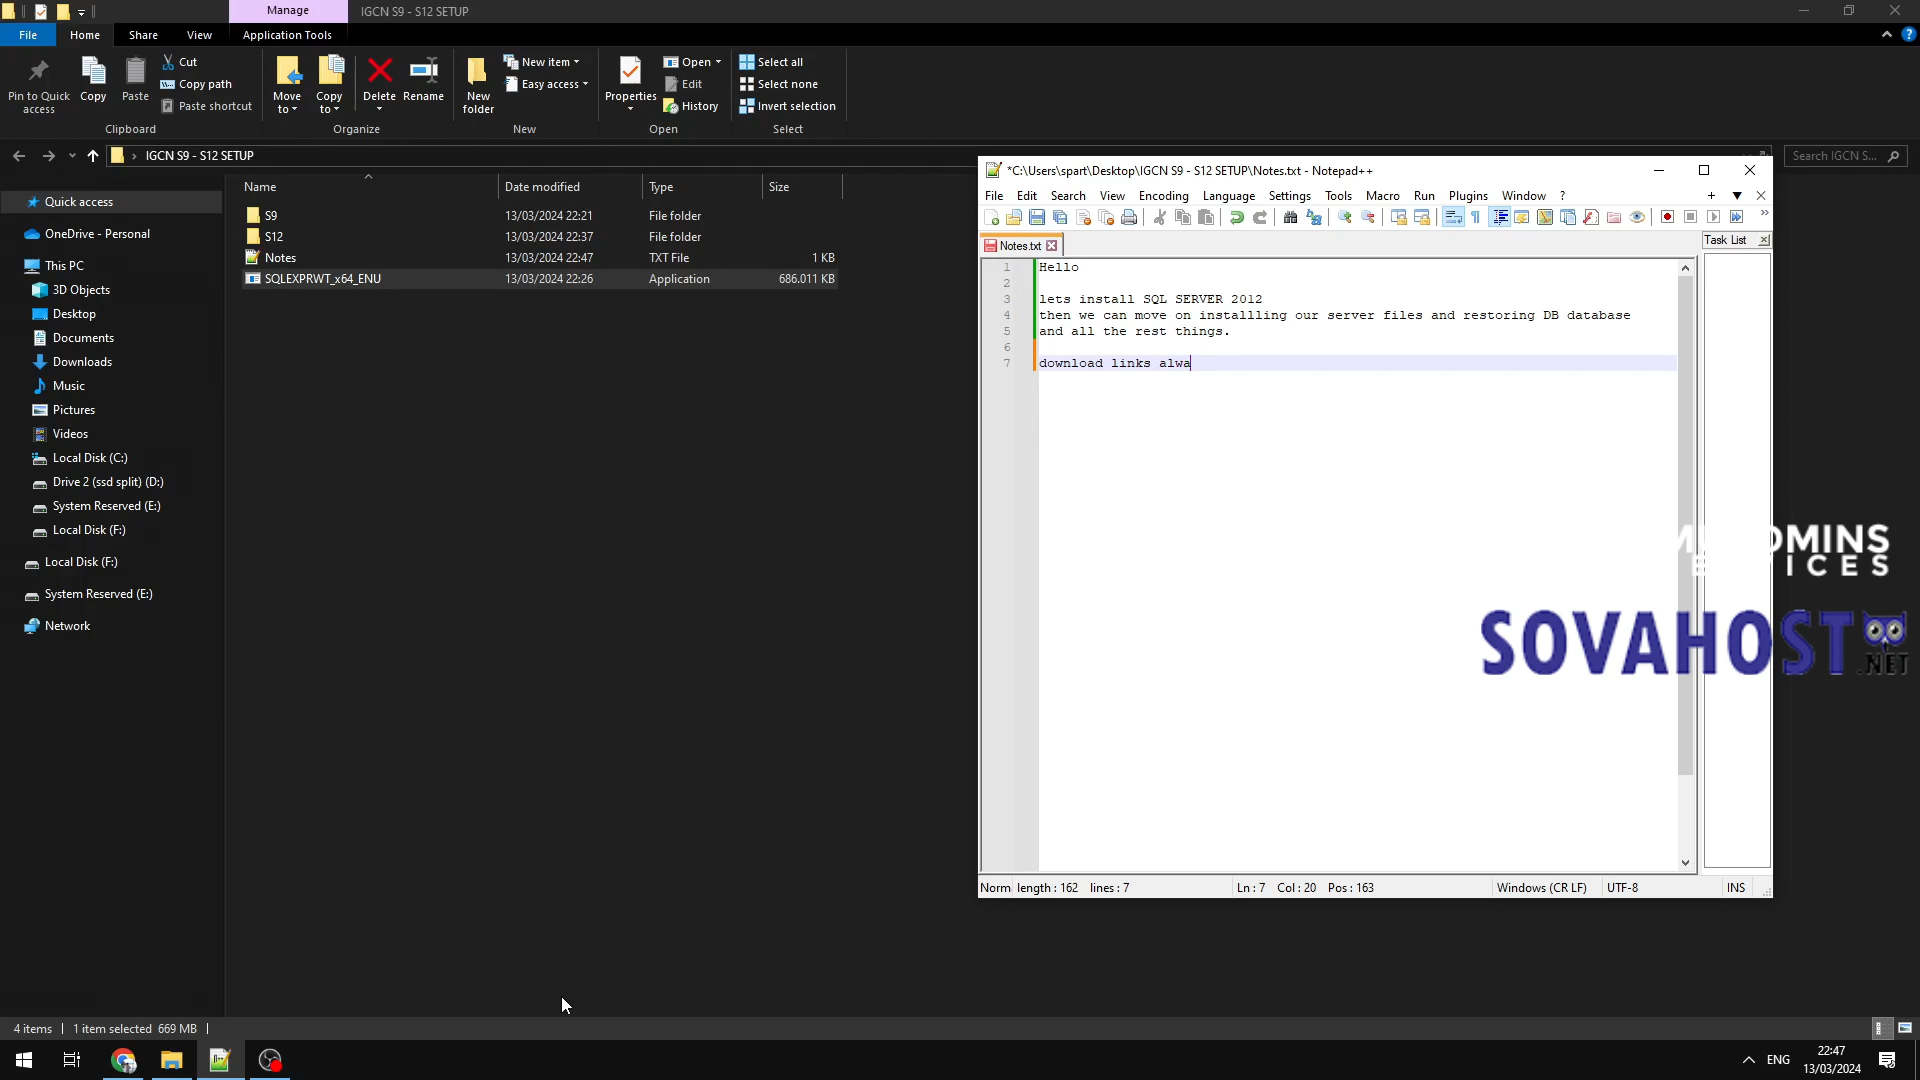 Manage
IGCN S9 - S12 SETUP
File
Home
Share
View
Application Tools
Pin to Quick access
Copy
Paste
Cut
Copy path
Paste shortcut
Clipboard
Move to
Copy to
Delete
Rename
Organize
New folder
New item
Easy access
New
Properties
Open
Edit
History
Open
Select all
Select none
Invert selection
Select
IGCN S9 - S12 SETUP
Search IGCN S...
Quick access
OneDrive - Personal
This PC
3D Objects
Desktop
Documents
Downloads
Music
Pictures
Videos
Local Disk (C:)
Drive 2 (ssd split) (D:)
System Reserved (E:)
Local Disk (F:)
Local Disk (F:)
System Reserved (E:)
Network
Name Date modified Type Size
S9 13/03/2024 22:21 File folder
S12 13/03/2024 22:37 File folder
Notes 13/03/2024 22:47 TXT File 1 KB
SQLEXPRWT_x64_ENU 13/03/2024 22:26 Application 686.011 KB
*C:\Users\spart\Desktop\IGCN S9 - S12 SETUP\Notes.txt - Notepad++
File Edit Search View Encoding Language Settings Tools Macro Run Plugins Window ?
Notes.txt
Task List
1 Hello
2
3 lets install SQL SERVER 2012
4 then we can move on installling our server files and restoring DB database
5 and all the rest things.
6
7 download links alwa
Norm length : 162 lines : 7 Ln : 7 Col : 20 Pos : 163 Windows (CR LF) UTF-8 INS
SOVAHOST
.NET
4 items 1 item selected 669 MB
ENG
22:47
13/03/2024